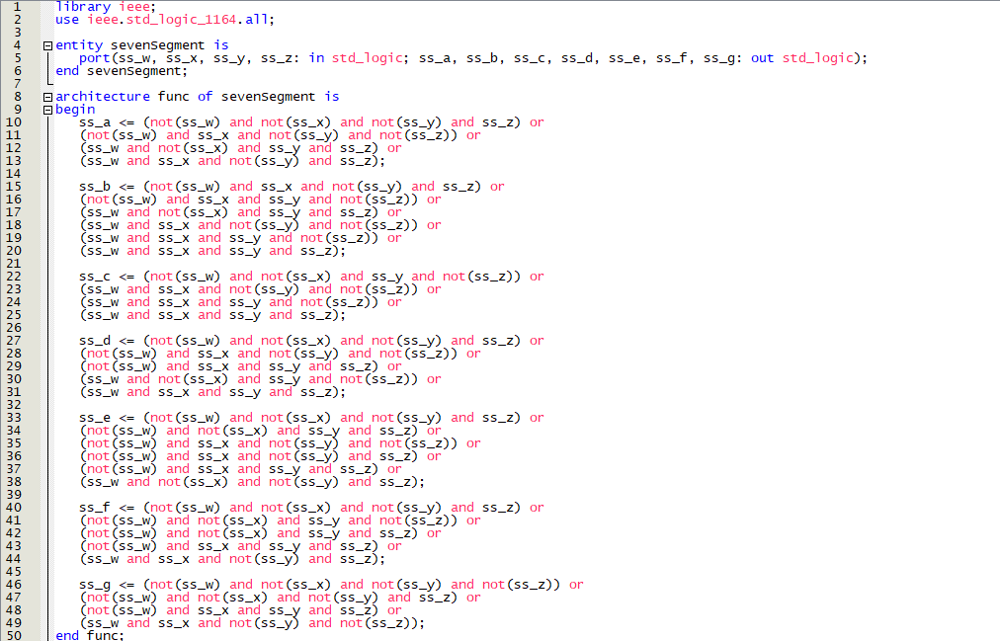 1 library ieee;
2 use ieee.std_logic_1164.all;
3
4 entity sevenSegment is
5 port(ss_w, ss_x, ss_y, ss_z: in std_logic; ss_a, ss_b, ss_c, ss_d, ss_e, ss_f, ss_g: out std_logic);
6 end sevenSegment;
7
8 architecture func of sevenSegment is
9 begin
10 ss_a <= (not(ss_w) and not(ss_x) and not(ss_y) and ss_z) or
11 (not(ss_w) and ss_x and not(ss_y) and not(ss_z)) or
12 (ss_w and not(ss_x) and ss_y and ss_z) or
13 (ss_w and ss_x and not(ss_y) and ss_z);
14
15 ss_b <= (not(ss_w) and ss_x and not(ss_y) and ss_z) or
16 (not(ss_w) and ss_x and ss_y and not(ss_z)) or
17 (ss_w and not(ss_x) and ss_y and ss_z) or
18 (ss_w and ss_x and not(ss_y) and not(ss_z)) or
19 (ss_w and ss_x and ss_y and not(ss_z)) or
20 (ss_w and ss_x and ss_y and ss_z);
21
22 ss_c <= (not(ss_w) and not(ss_x) and ss_y and not(ss_z)) or
23 (ss_w and ss_x and not(ss_y) and not(ss_z)) or
24 (ss_w and ss_x and ss_y and not(ss_z)) or
25 (ss_w and ss_x and ss_y and ss_z);
26
27 ss_d <= (not(ss_w) and not(ss_x) and not(ss_y) and ss_z) or
28 (not(ss_w) and ss_x and not(ss_y) and not(ss_z)) or
29 (not(ss_w) and ss_x and ss_y and ss_z) or
30 (ss_w and not(ss_x) and ss_y and not(ss_z)) or
31 (ss_w and ss_x and ss_y and ss_z);
32
33 ss_e <= (not(ss_w) and not(ss_x) and not(ss_y) and ss_z) or
34 (not(ss_w) and not(ss_x) and ss_y and ss_z) or
35 (not(ss_w) and ss_x and not(ss_y) and not(ss_z)) or
36 (not(ss_w) and ss_x and not(ss_y) and ss_z) or
37 (not(ss_w) and ss_x and ss_y and ss_z) or
38 (ss_w and not(ss_x) and not(ss_y) and ss_z);
39
40 ss_f <= (not(ss_w) and not(ss_x) and not(ss_y) and ss_z) or
41 (not(ss_w) and not(ss_x) and ss_y and not(ss_z)) or
42 (not(ss_w) and not(ss_x) and ss_y and ss_z) or
43 (not(ss_w) and ss_x and ss_y and ss_z) or
44 (ss_w and ss_x and not(ss_y) and ss_z);
45
46 ss_g <= (not(ss_w) and not(ss_x) and not(ss_y) and not(ss_z)) or
47 (not(ss_w) and not(ss_x) and not(ss_y) and ss_z) or
48 (not(ss_w) and ss_x and ss_y and ss_z) or
49 (ss_w and ss_x and not(ss_y) and not(ss_z));
50 end func;